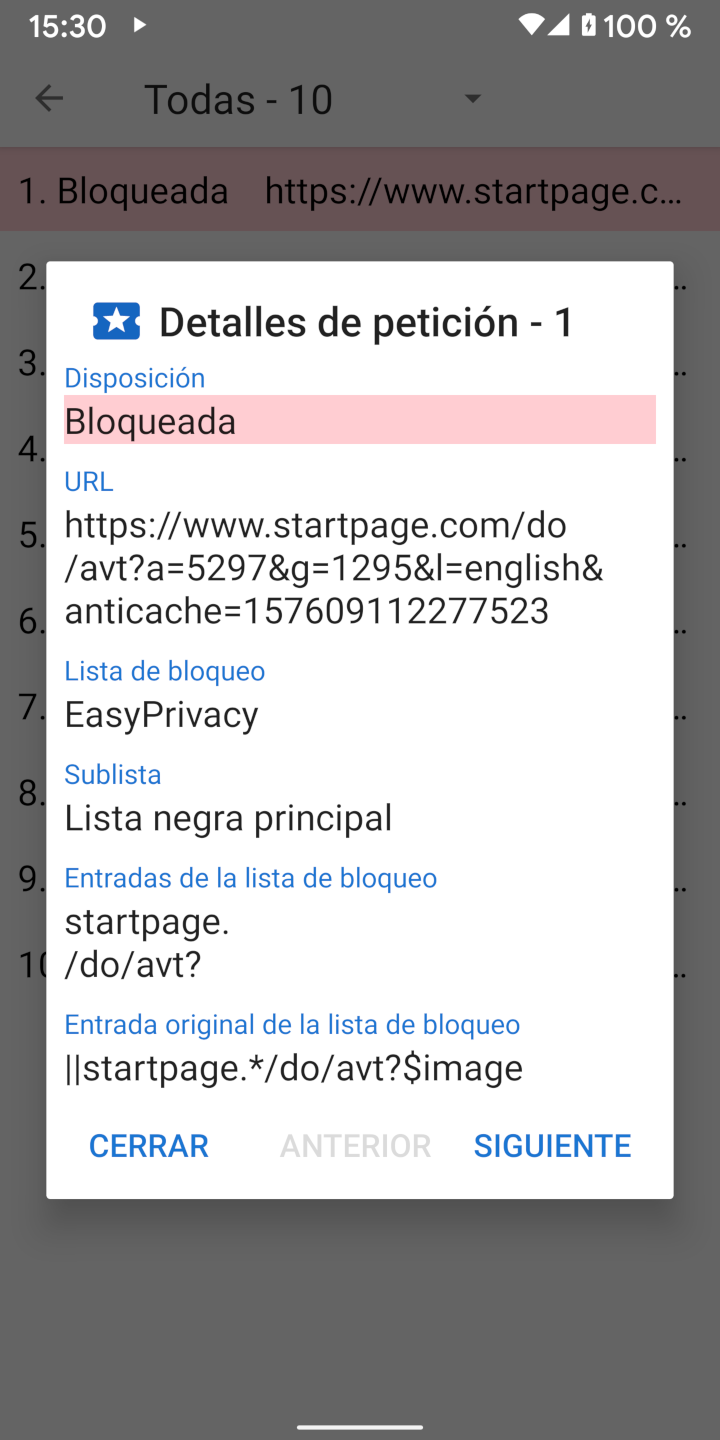 15:30 100 %
Todas - 10
1. Bloqueada https://www.startpage.c…
2. ..
Detalles de petición - 1
3. ..
Disposición
Bloqueada
4. ..
URL
https://www.startpage.com/do
5. ..
/avt?a=5297&g=1295&l=english&
anticache=157609112277523
6. ..
Lista de bloqueo
EasyPrivacy
7. ..
Sublista
8. ..
Lista negra principal
Entradas de la lista de bloqueo
9. ..
startpage.
/do/avt?
10 ..
Entrada original de la lista de bloqueo
||startpage.*/do/avt?$image
CERRAR ANTERIOR SIGUIENTE